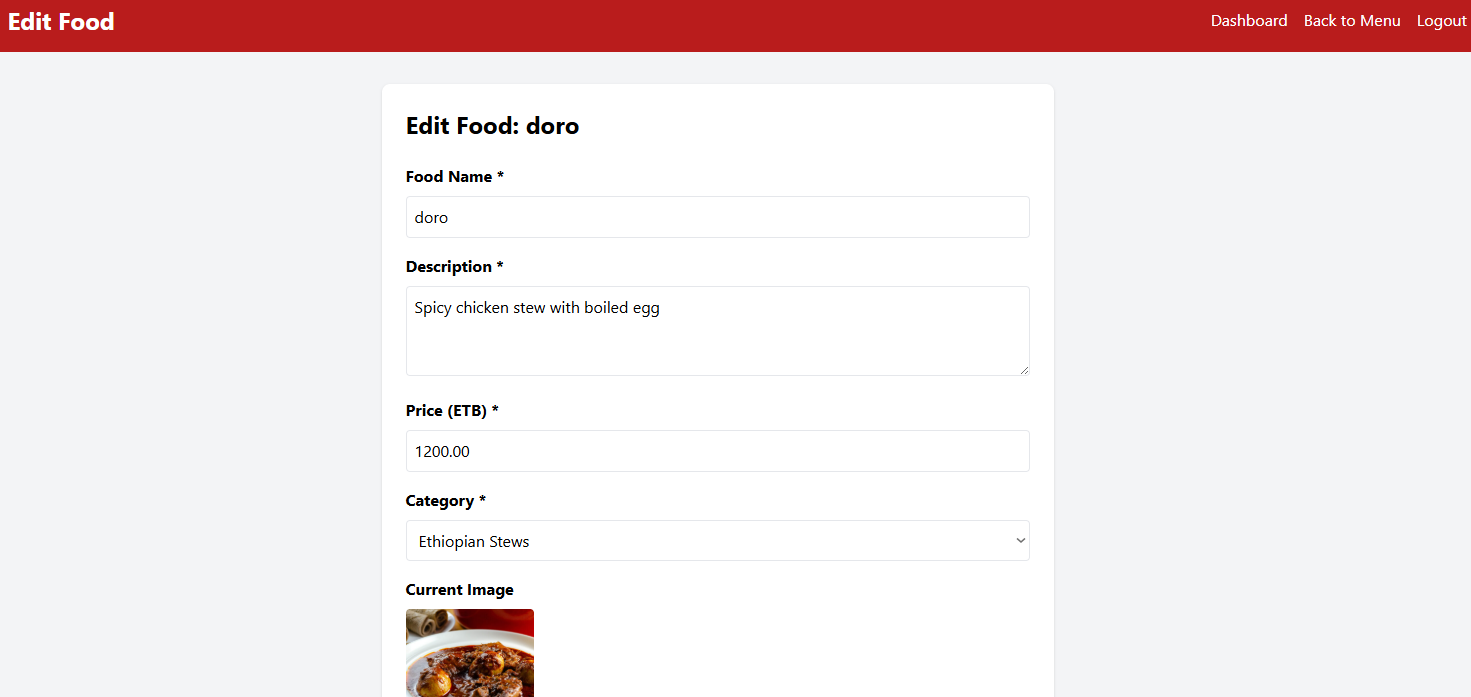 Edit Food
Dashboard Back to Menu Logout
Edit Food: doro
Food Name *
doro
Description *
Spicy chicken stew with boiled egg
Price (ETB) *
1200.00
Category *
Ethiopian Stews
Current Image